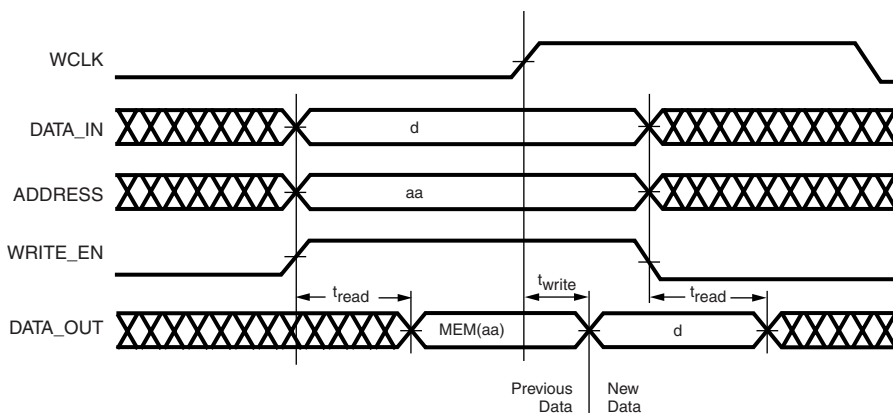 WCLK
DATA_IN
d
ADDRESS
aa
WRITE_EN
tread
twrite
tread
DATA_OUT
MEM(aa)
d
Previous
Data
New
Data